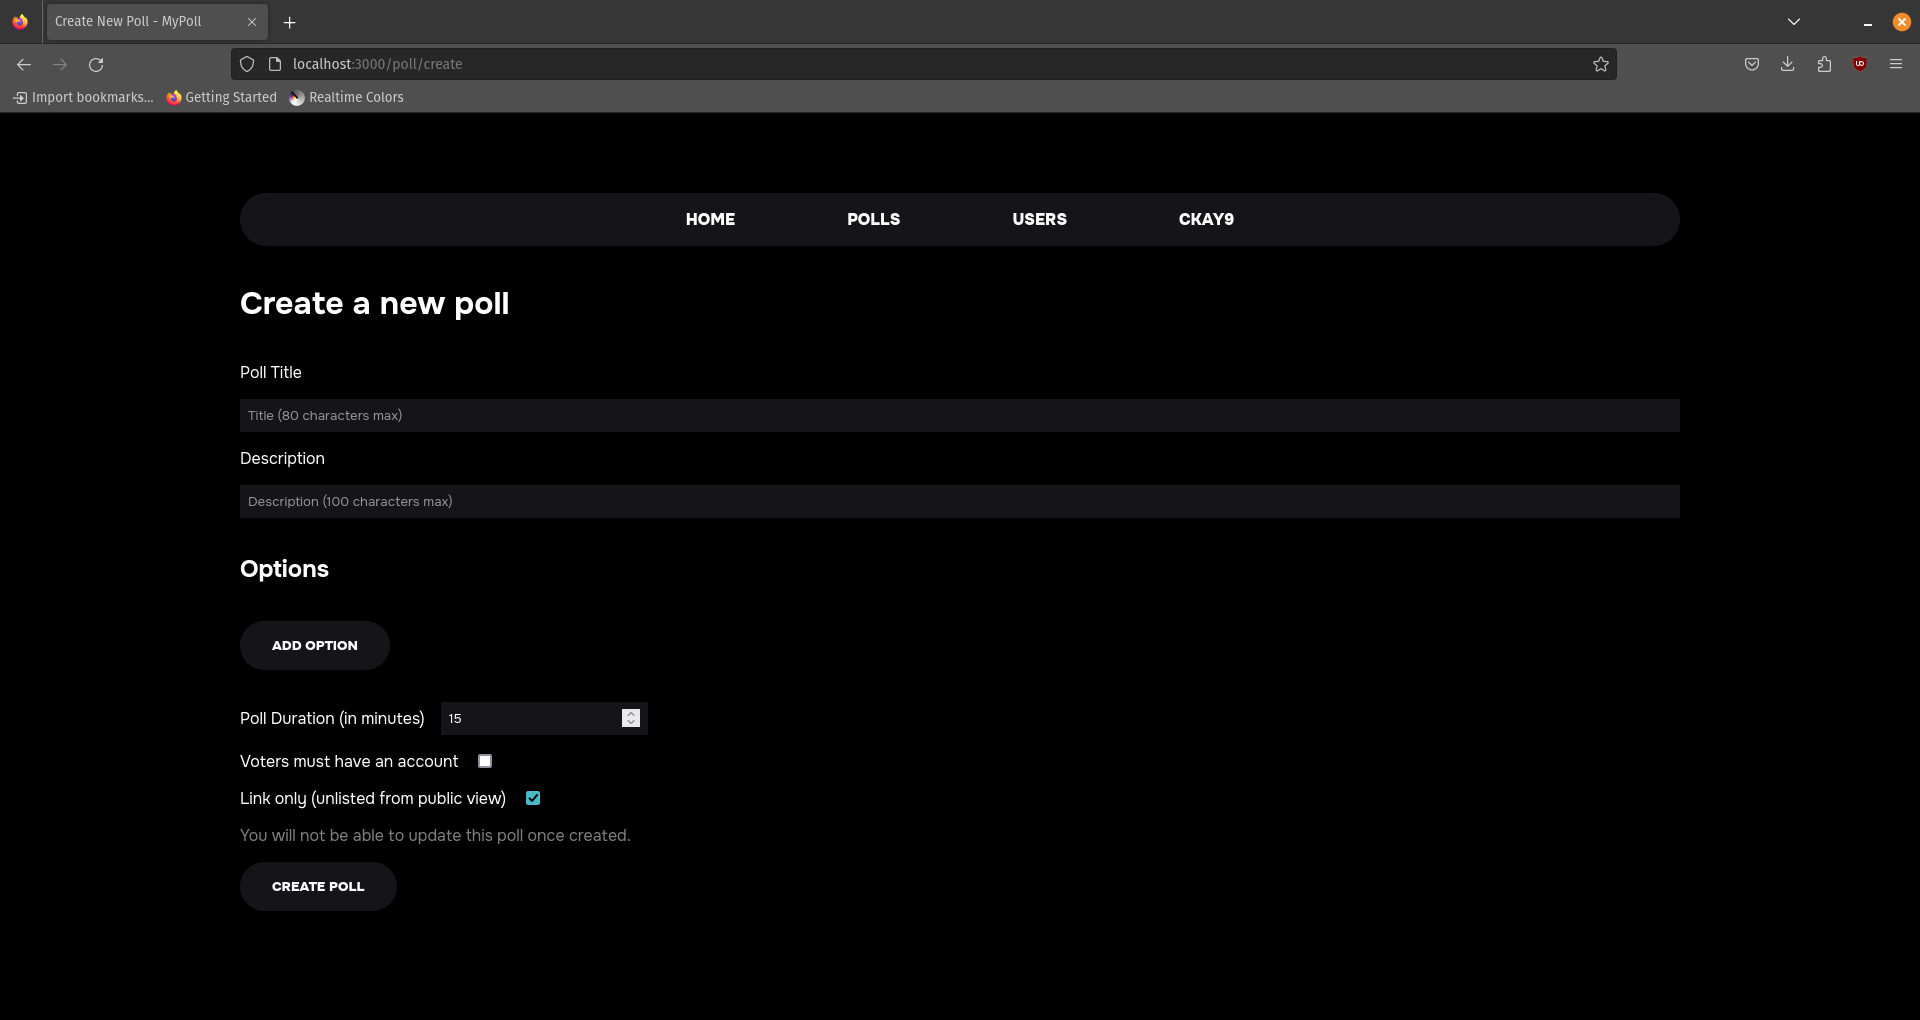 Create New Poll - MyPoll
localhost:3000/poll/create
Import bookmarks... Getting Started Realtime Colors
HOME POLLS USERS CKAY9
Create a new poll
Poll Title
Title (80 characters max)
Description
Description (100 characters max)
Options
ADD OPTION
Poll Duration (in minutes) 15
Voters must have an account
Link only (unlisted from public view)
You will not be able to update this poll once created.
CREATE POLL